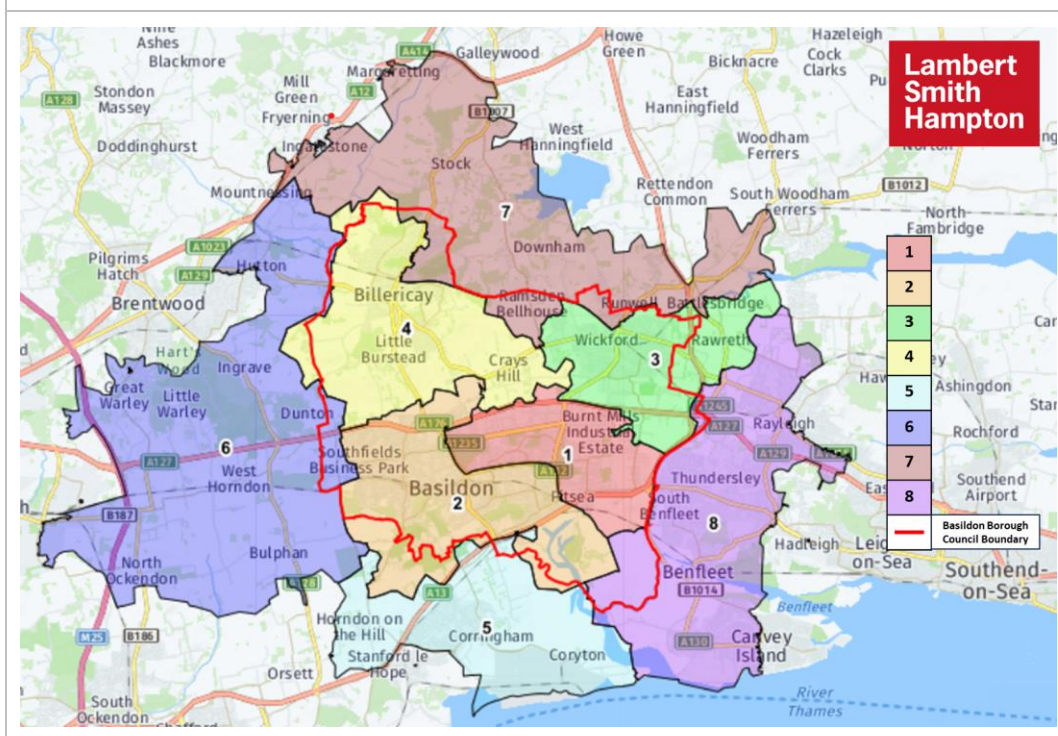 Ashes
Blackmore
A414
Galleywood
Howe
Green
Hazeleigh
Cock
Clarks
Bicknacre
Lambert
Smith
Hampton
A128
Stondon
Massey
Mill
Green
Fryerning
A12
Margaretting
B1007
East
Hanningfield
Doddinghurst
Ingatestone
Stock
West
Hanningfield
Woodham
Ferrers
Norton
Mountnessing
7
Rettendon
Common
South Woodham
Ferrers
B1012
North-
Fambridge
Pilgrims
Hatch
A1023
A129
Hutton
Downham
1
Brentwood
Billericay
Ramsden
Bellhouse
Runwell
Battlesbridge
2
4
Little
Burstead
Wickford
3
Rawreth
3
Hart's
Wood
Ingrave
Crays
Hill
4
Ashingdon
Great
Warley
Little
Warley
Dunton
A176
Burnt Mills
Industrial
Estate
A1245
A127
Rayleigh
5
Rochford
6
A127
West
Horndon
Southfields
Business Park
A1235
1
A132
A129
6
Southend
Airport
Basildon
2
Pitsea
Thundersley
7
B187
South
Benfleet
8
8
North
Ockendon
Bulphan
Hadleigh
Leigh
on-Sea
Basildon Borough
Council Boundary
A128
A13
Benfleet
Southend-
on-Sea
M25
B186
Horndon on
the Hill
5
Corringham
B1014
Benfleet
Stanford le
Hope
Coryton
A130
Canvey
Island
Orsett
South
Ockendon
River
Thames